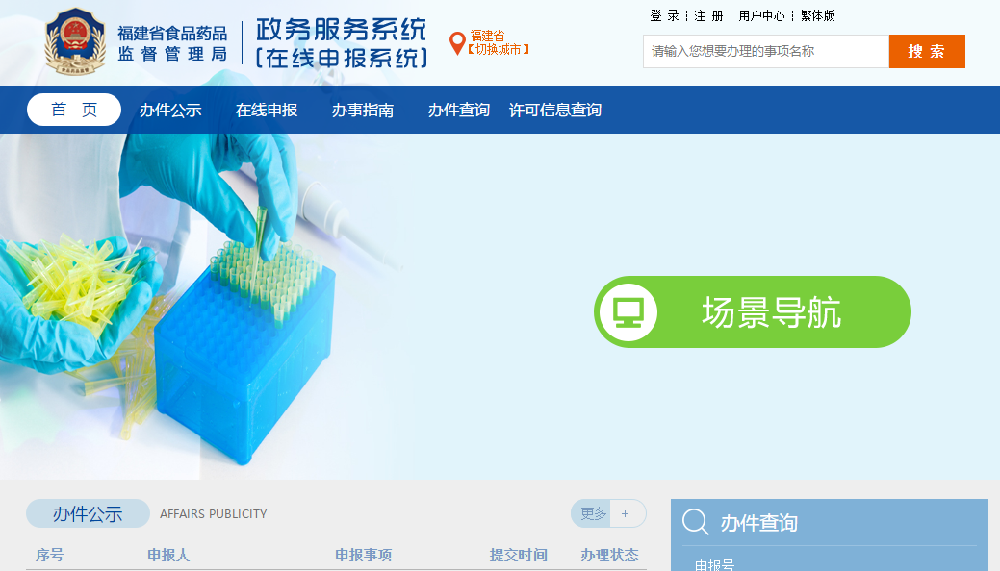 福建省食品药品
监督管理局
政务服务系统
[在线申报系统]
福建省
【切换城市】
登 录 ┆ 注 册 ┆ 用户中心 ┆ 繁体版
请输入您想要办理的事项名称
搜 索
首 页 办件公示 在线申报 办事指南 办件查询 许可信息查询
场景导航
办件公示 AFFAIRS PUBLICITY 更多 +
序号 申报人 申报事项 提交时间 办理状态
办件查询
申报号